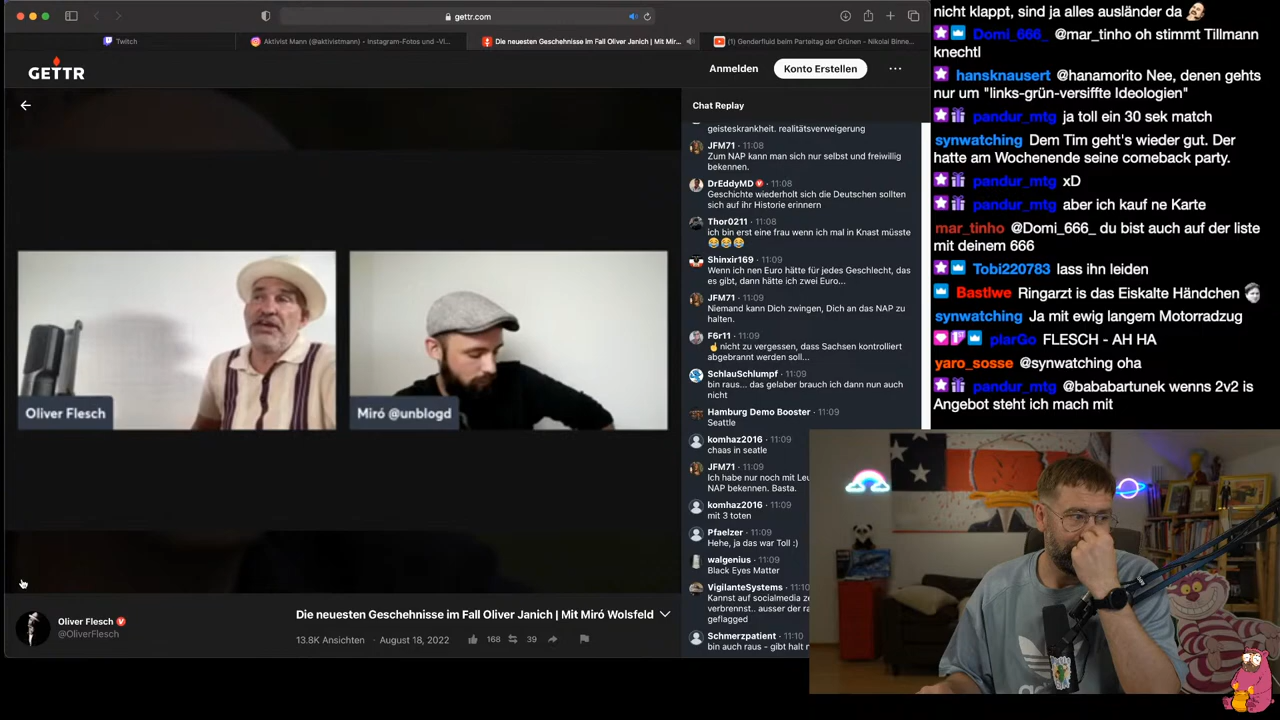 gettr.com
Twitch
Aktivist Mann (@aktivistmann) • Instagram-Fotos und -Vi...
Die neuesten Geschehnisse im Fall Oliver Janich | Mit Mir...
(1) Genderfluid beim Parteitag der Grünen - Nikolai Binne...
GETTR
Anmelden
Konto Erstellen
Chat Replay
geisteskrankheit. realitätsverweigerung
JFM71 · 11:08
Zum NAP kann man sich nur selbst und freiwillig
bekennen.
DrEddyMD V · 11:08
Geschichte wiederholt sich die Deutschen sollten
sich auf ihr Historie erinnern
Thor0211 · 11:08
ich bin erst eine frau wenn ich mal in Knast müsste
😂😂😂
Shinxir169 · 11:09
Wenn ich nen Euro hätte für jedes Geschlecht, das
es gibt, dann hätte ich zwei Euro...
JFM71 · 11:09
Niemand kann Dich zwingen, Dich an das NAP zu
halten.
F6r11 · 11:09
☝ nicht zu vergessen, dass Sachsen kontrolliert
abgebrannt werden soll...
SchlauSchlumpf · 11:09
bin raus... das gelaber brauch ich dann nun auch
nicht
Hamburg Demo Booster · 11:09
Seattle
komhaz2016 · 11:09
chaas in seatle
JFM71 · 11:09
Ich habe nur noch mit Leu
NAP bekennen. Basta.
komhaz2016 · 11:09
mit 3 toten
Pfaelzer · 11:09
Hehe, ja das war Toll :)
walgenius · 11:09
Black Eyes Matter
VigilanteSystems · 11:10
Kannst auf socialmedia ze
verbrennst.. ausser der ra
geflagged
Schmerzpatient · 11:10
bin auch raus - gibt halt n
Oliver Flesch
Miró @unblogd
Oliver Flesch V
@OliverFlesch
Die neuesten Geschehnisse im Fall Oliver Janich | Mit Miró Wolsfeld
13.8K Ansichten · August 18, 2022
168
39
nicht klappt, sind ja alles ausländer da
Domi_666_ @mar_tinho oh stimmt Tillmann
knechtl
hansknausert @hanamorito Nee, denen gehts
nur um "links-grün-versiffte Ideologien"
pandur_mtg ja toll ein 30 sek match
synwatching Dem Tim geht's wieder gut. Der
hatte am Wochenende seine comeback party.
pandur_mtg xD
pandur_mtg aber ich kauf ne Karte
mar_tinho @Domi_666_ du bist auch auf der liste
mit deinem 666
Tobi220783 lass ihn leiden
Bastlwe Ringarzt is das Eiskalte Händchen
synwatching Ja mit ewig langem Motorradzug
plarGo FLESCH - AH HA
yaro_sosse @synwatching oha
pandur_mtg @bababartunek wenns 2v2 is
Angebot steht ich mach mit